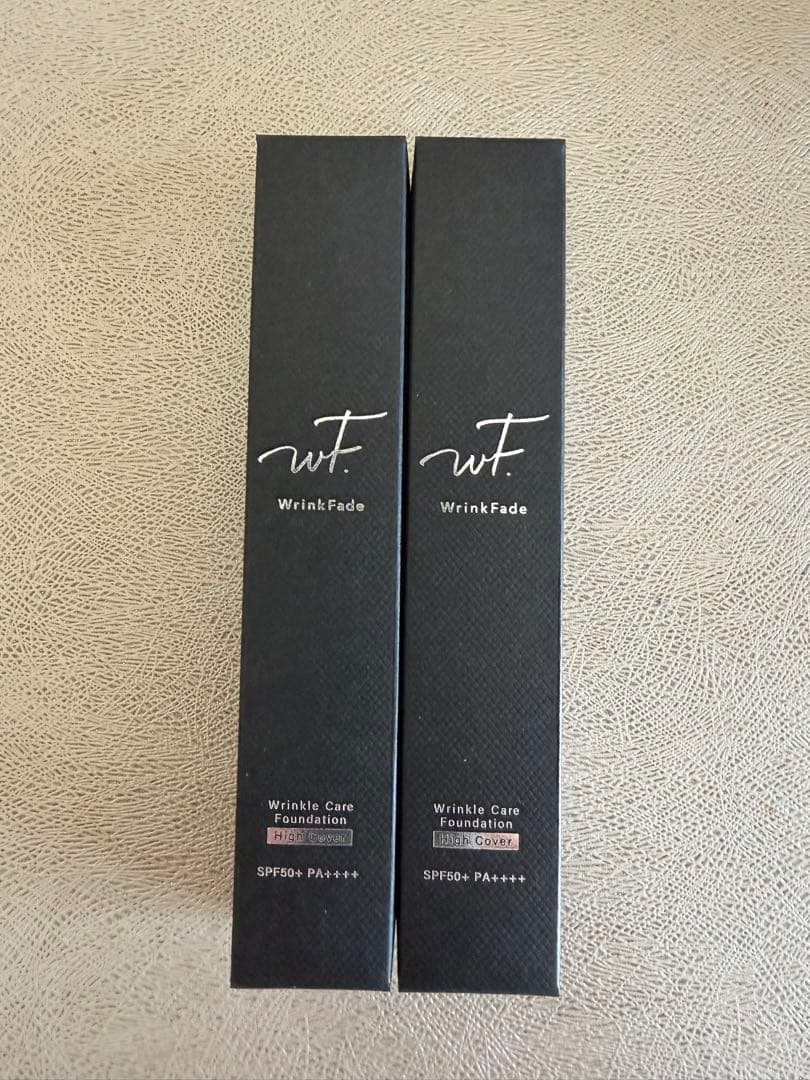 wF.
WrinkFade
Wrinkle Care
Foundation
High Cover
SPF50+ PA++++
wF.
WrinkFade
Wrinkle Care
Foundation
High Cover
SPF50+ PA++++